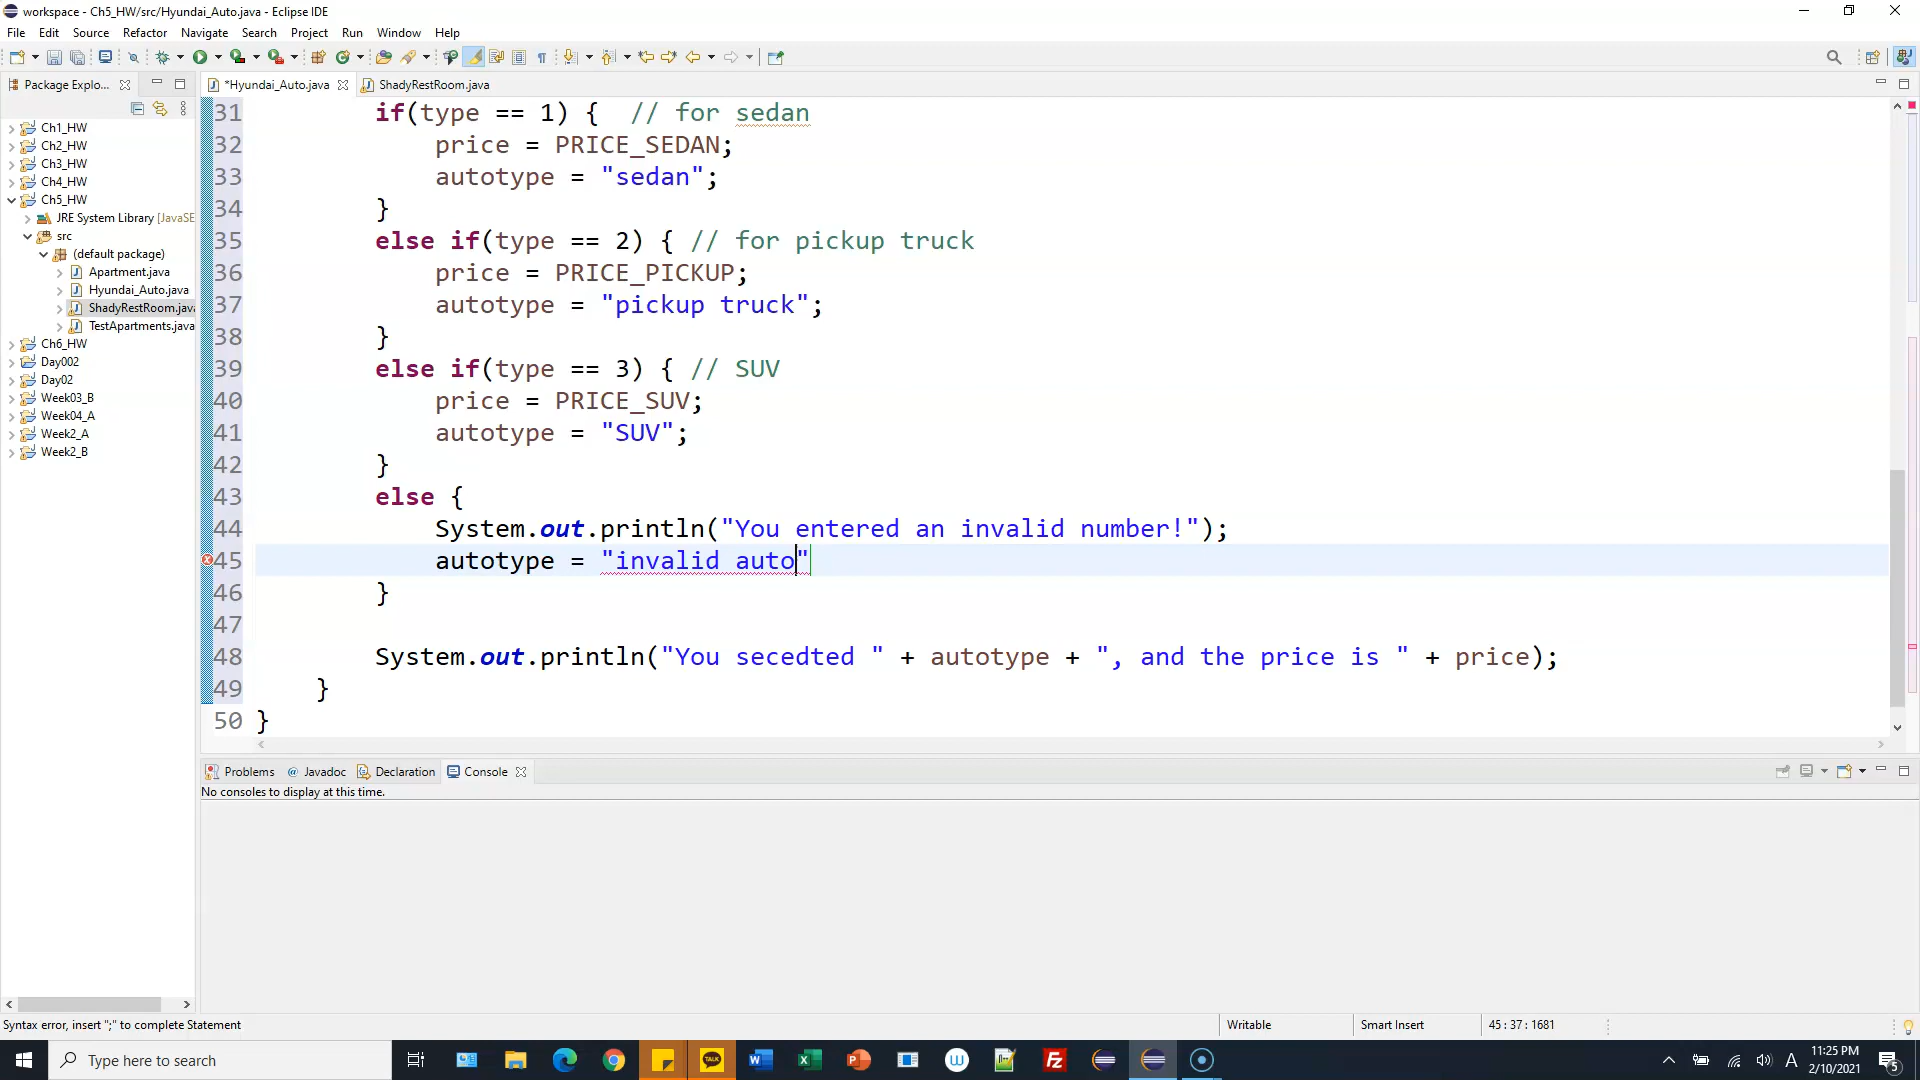 workspace - Ch5_HW/src/Hyundai_Auto.java - Eclipse IDE
File Edit Source Refactor Navigate Search Project Run Window Help
Package Explo...
*Hyundai_Auto.java
ShadyRestRoom.java
Ch1_HW
Ch2_HW
Ch3_HW
Ch4_HW
Ch5_HW
JRE System Library [JavaSE
src
(default package)
Apartment.java
Hyundai_Auto.java
ShadyRestRoom.java
TestApartments.java
Ch6_HW
Day002
Day02
Week03_B
Week04_A
Week2_A
Week2_B
31 if(type == 1) { // for sedan
32 price = PRICE_SEDAN;
33 autotype = "sedan";
34 }
35 else if(type == 2) { // for pickup truck
36 price = PRICE_PICKUP;
37 autotype = "pickup truck";
38 }
39 else if(type == 3) { // SUV
40 price = PRICE_SUV;
41 autotype = "SUV";
42 }
43 else {
44 System.out.println("You entered an invalid number!");
45 autotype = "invalid auto"
46 }
47
48 System.out.println("You secedted " + autotype + ", and the price is " + price);
49 }
50 }
Problems @ Javadoc Declaration Console
No consoles to display at this time.
Syntax error, insert ";" to complete Statement
Writable
Smart Insert
45 : 37 : 1681
Type here to search
TALK
A
11:25 PM
2/10/2021
5